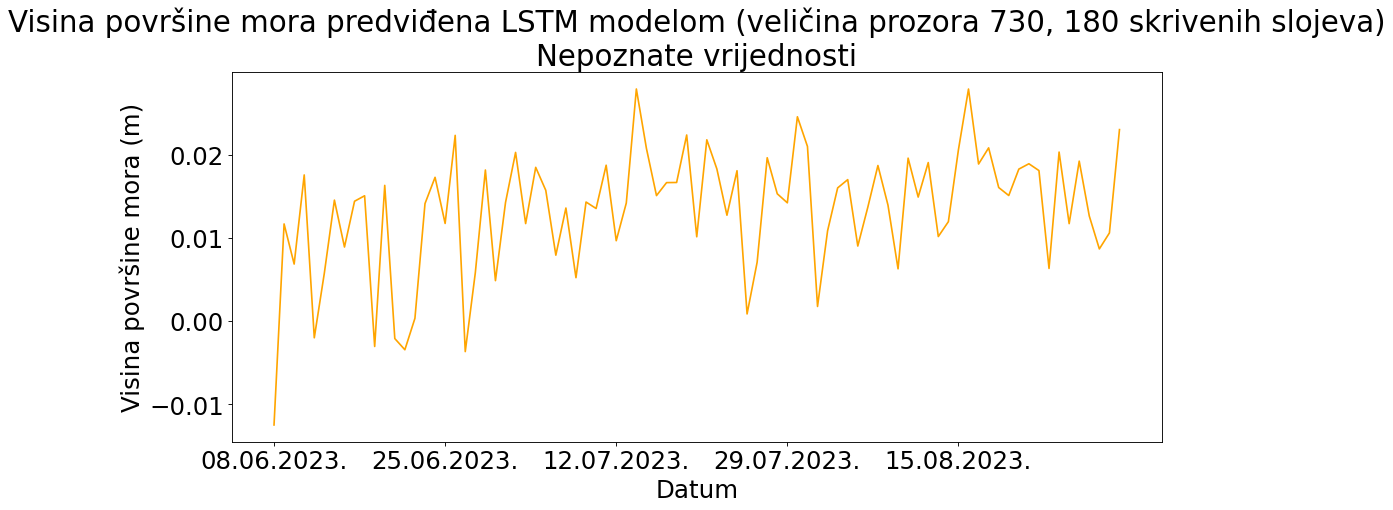 Visina površine mora predviđena LSTM modelom (veličina prozora 730, 180 skrivenih slojeva)
Nepoznate vrijednosti
Visina površine mora (m)
0.02
0.01
0.00
−0.01
08.06.2023.
25.06.2023.
12.07.2023.
29.07.2023.
15.08.2023.
Datum